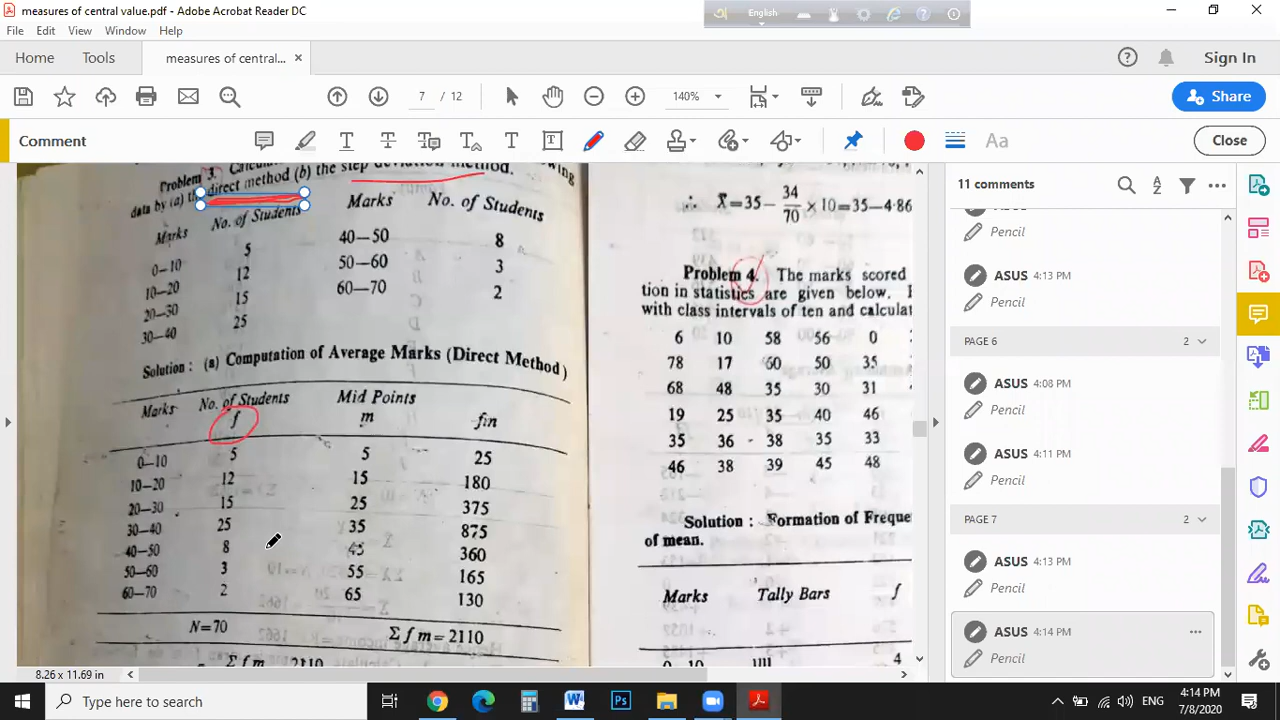 measures of central value.pdf - Adobe Acrobat Reader DC
English
File Edit View Window Help
Home Tools measures of central... × Sign In
7 / 12 140% Share
Comment Close
Problem 3. following
data by (a) the direct method (b) the step deviation method.
Marks No. of Students Marks No. of Students
0—10 5 40—50 8
10—20 12 50—60 3
20—30 15 60—70 2
30—40 25
Solution : (a) Computation of Average Marks (Direct Method)
Marks No. of Students Mid Points
f m fm
0—10 5 5 25
10—20 12 15 180
20—30 15 25 375
30—40 25 35 875
40—50 8 45 360
50—60 3 55 165
60—70 2 65 130
N=70 Σ f m=2110
Σ f m 2110
∴ X̄=35 − 34/70 ×10=35—4·86
Problem 4. The marks scored
tion in statistics are given below.
with class intervals of ten and calculat
6 10 58 56 0
78 17 60 50 35
68 48 35 30 31
19 25 35 40 46
35 36 38 35 33
46 38 39 45 48
Solution : Formation of Freque
of mean.
Marks Tally Bars f
0—10 4
8.26 x 11.69 in
11 comments
Pencil
ASUS 4:13 PM
Pencil
PAGE 6 2
ASUS 4:08 PM
Pencil
ASUS 4:11 PM
Pencil
PAGE 7 2
ASUS 4:13 PM
Pencil
ASUS 4:14 PM
Pencil
Type here to search
ENG
4:14 PM
7/8/2020